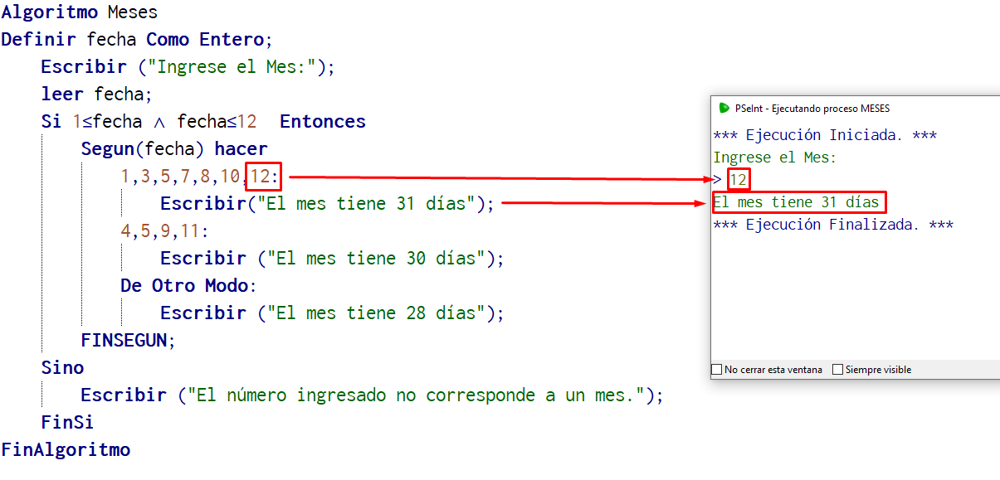 Algoritmo Meses
Definir fecha Como Entero;
Escribir ("Ingrese el Mes:");
leer fecha;
Si 1≤fecha ∧ fecha≤12 Entonces
Segun(fecha) hacer
1,3,5,7,8,10,12:
Escribir("El mes tiene 31 días");
4,5,9,11:
Escribir ("El mes tiene 30 días");
De Otro Modo:
Escribir ("El mes tiene 28 días");
FINSEGUN;
Sino
Escribir ("El número ingresado no corresponde a un mes.");
FinSi
FinAlgoritmo
PSeInt - Ejecutando proceso MESES
*** Ejecución Iniciada. ***
Ingrese el Mes:
> 12
El mes tiene 31 días
*** Ejecución Finalizada. ***
No cerrar esta ventana Siempre visible